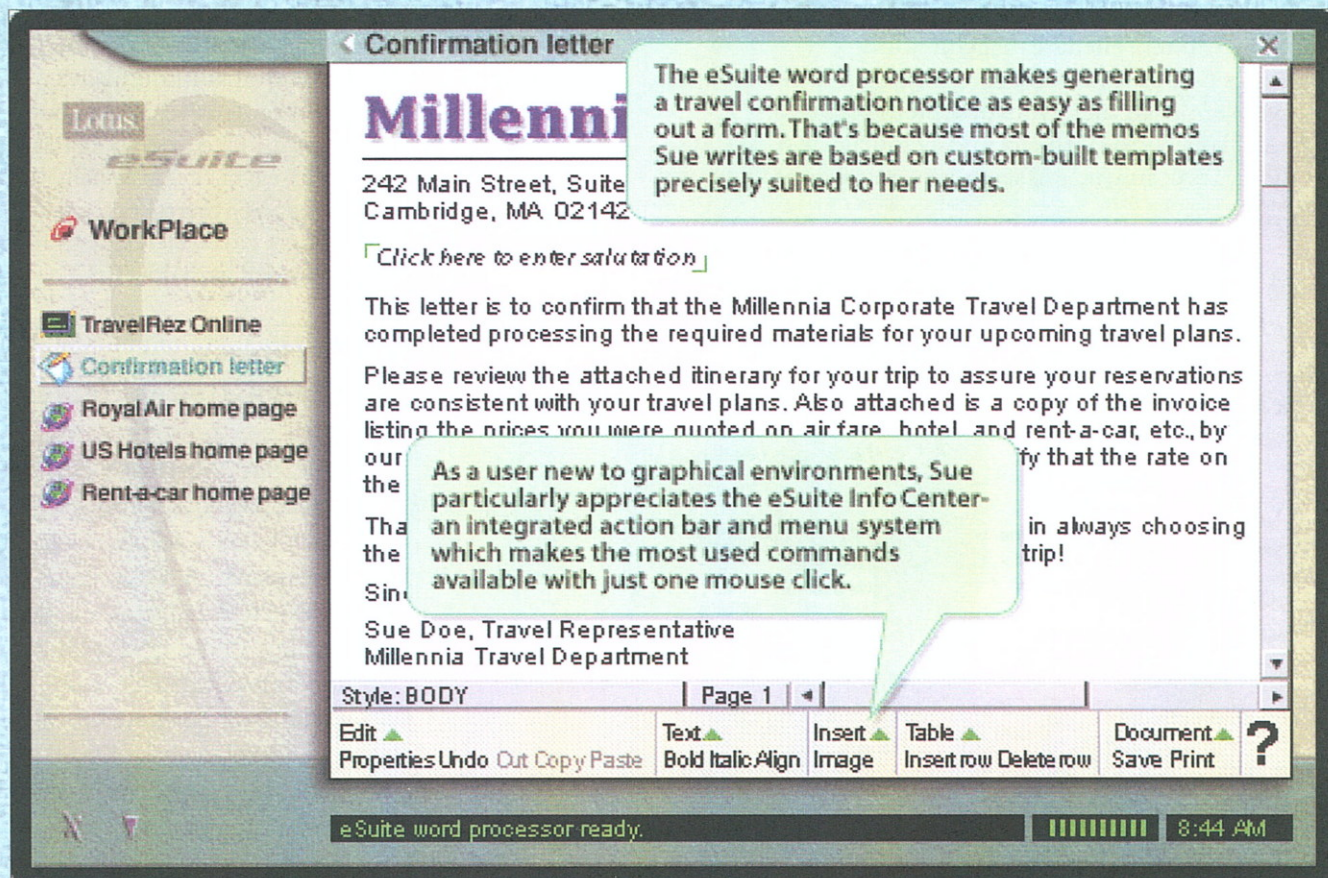 Confirmation letter
Lotus
eSuite
WorkPlace
TravelRez Online
Confirmation letter
Royal Air home page
US Hotels home page
Rent-a-car home page
Millenni
242 Main Street, Suite
Cambridge, MA 02142
Click here to enter salutation
This letter is to confirm that the Millennia Corporate Travel Department has
completed processing the required materials for your upcoming travel plans.
Please review the attached itinerary for your trip to assure your reservations
are consistent with your travel plans. Also attached is a copy of the invoice
listing the prices you were quoted on air fare, hotel, and rent-a-car, etc., by
our fy that the rate on
the
Tha in always choosing
the trip!
Sinc
Sue Doe, Travel Representative
Millennia Travel Department
The eSuite word processor makes generating
a travel confirmation notice as easy as filling
out a form. That's because most of the memos
Sue writes are based on custom-built templates
precisely suited to her needs.
As a user new to graphical environments, Sue
particularly appreciates the eSuite Info Center-
an integrated action bar and menu system
which makes the most used commands
available with just one mouse click.
Style: BODY Page 1
Edit Text Insert Table Document ?
Properties Undo Cut Copy Paste Bold Italic Align Image Insert row Delete row Save Print
eSuite word processor ready. 8:44 AM